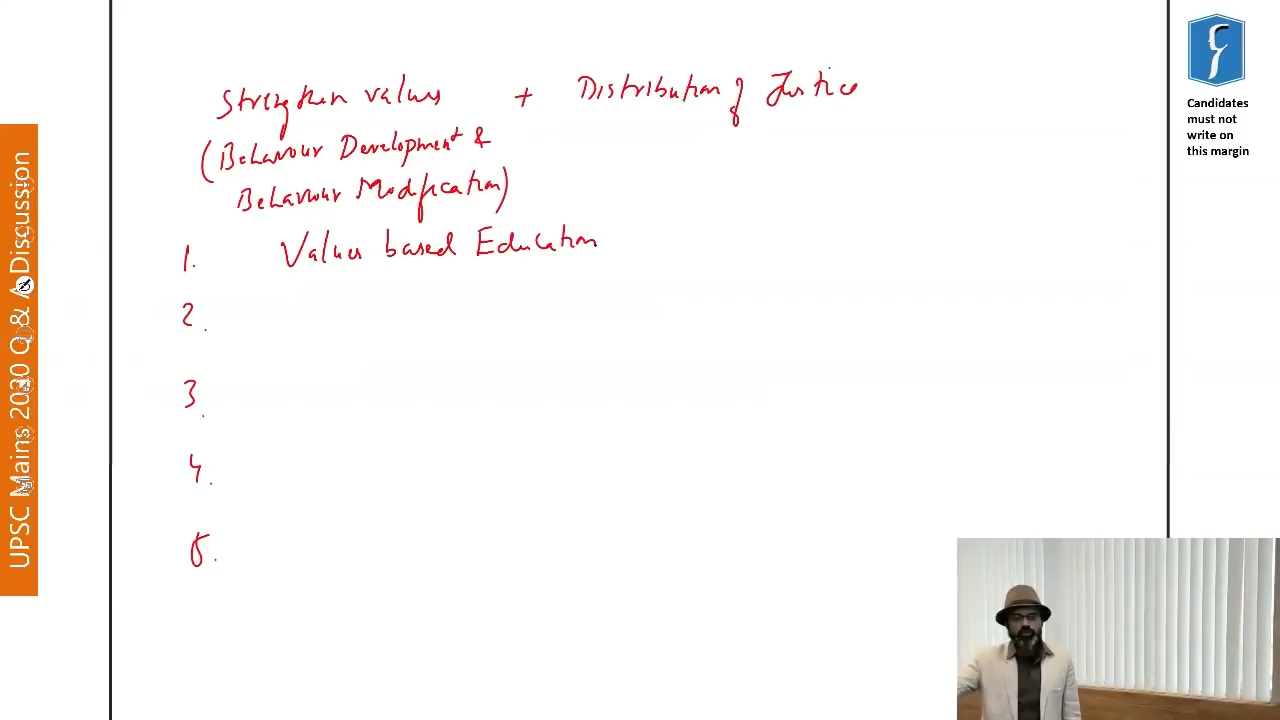 Strengthen values + Distribution of Justice
(Behaviour Development &
Behaviour Modification)
1. Values based Education
2.
3.
4.
5.
Candidates
must not
write on
this margin
UPSC Mains 2020 Q & A Discussion